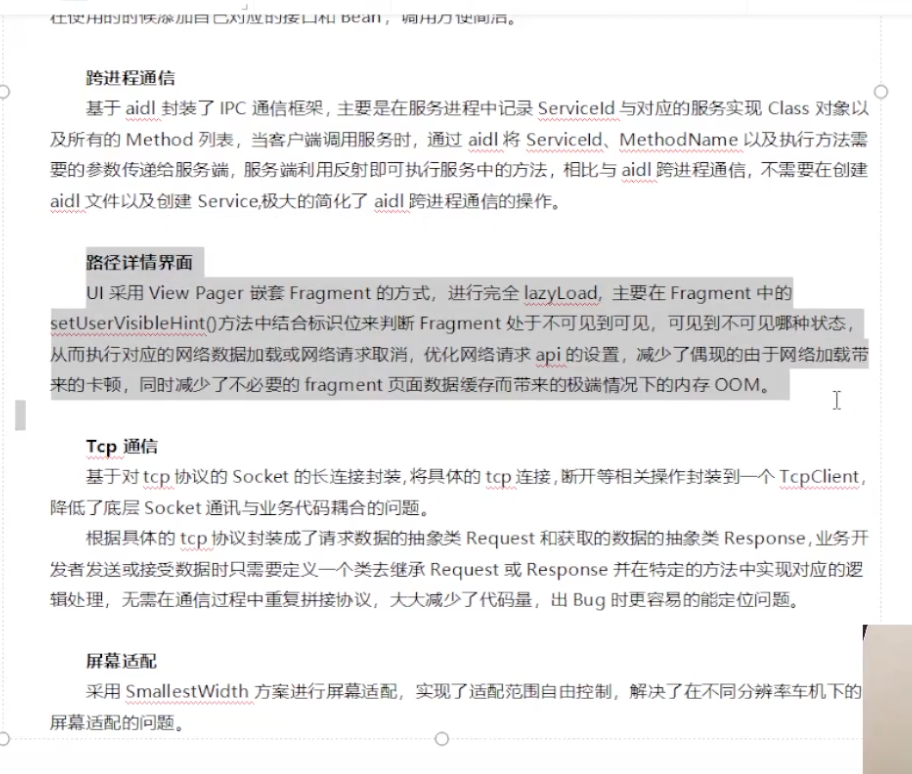 在使用的时候添加自己对应的接口和 Bean，调用方便简洁。
跨进程通信
基于 aidl 封装了 IPC 通信框架，主要是在服务进程中记录 ServiceId 与对应的服务实现 Class 对象以
及所有的 Method 列表，当客户端调用服务时，通过 aidl 将 ServiceId、MethodName 以及执行方法需
要的参数传递给服务端，服务端利用反射即可执行服务中的方法，相比与 aidl 跨进程通信，不需要在创建
aidl 文件以及创建 Service,极大的简化了 aidl 跨进程通信的操作。
路径详情界面
UI 采用 View Pager 嵌套 Fragment 的方式，进行完全 lazyLoad，主要在 Fragment 中的
setUserVisibleHint()方法中结合标识位来判断 Fragment 处于不可见到可见，可见到不可见哪种状态，
从而执行对应的网络数据加载或网络请求取消，优化网络请求 api 的设置，减少了偶现的由于网络加载带
来的卡顿，同时减少了不必要的 fragment 页面数据缓存而带来的极端情况下的内存 OOM。
Tcp 通信
基于对 tcp 协议的 Socket 的长连接封装,将具体的 tcp 连接,断开等相关操作封装到一个 TcpClient,
降低了底层 Socket 通讯与业务代码耦合的问题。
根据具体的 tcp 协议封装成了请求数据的抽象类 Request 和获取的数据的抽象类 Response,业务开
发者发送或接受数据时只需要定义一个类去继承 Request 或 Response 并在特定的方法中实现对应的逻
辑处理，无需在通信过程中重复拼接协议，大大减少了代码量，出 Bug 时更容易的能定位问题。
屏幕适配
采用 SmallestWidth 方案进行屏幕适配，实现了适配范围自由控制，解决了在不同分辨率车机下的
屏幕适配的问题。